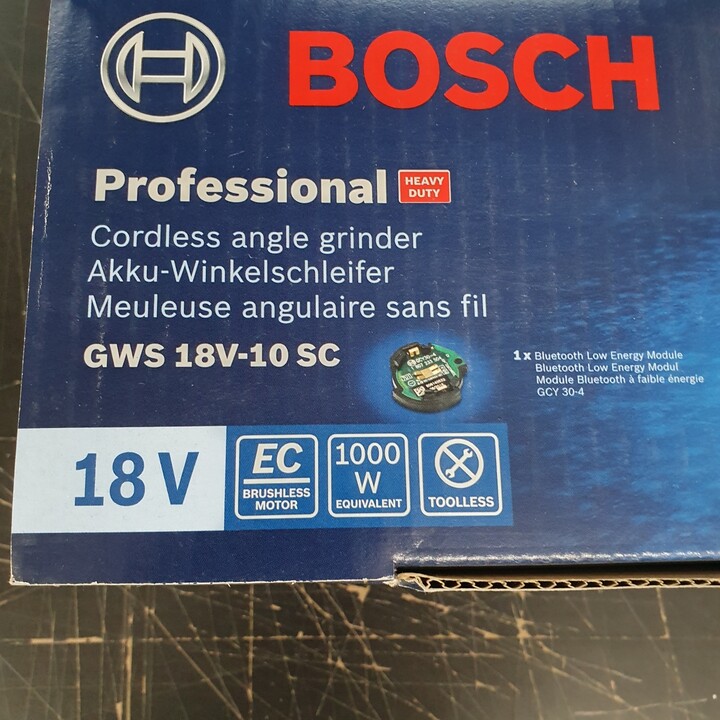 BOSCH
Professional HEAVY DUTY
Cordless angle grinder
Akku-Winkelschleifer
Meuleuse angulaire sans fil
GWS 18V-10 SC
1 x Bluetooth Low Energy Module
Bluetooth Low Energy Modul
Module Bluetooth à faible énergie
GCY 30-4
18 V
EC
BRUSHLESS
MOTOR
1000
W
EQUIVALENT
TOOLLESS